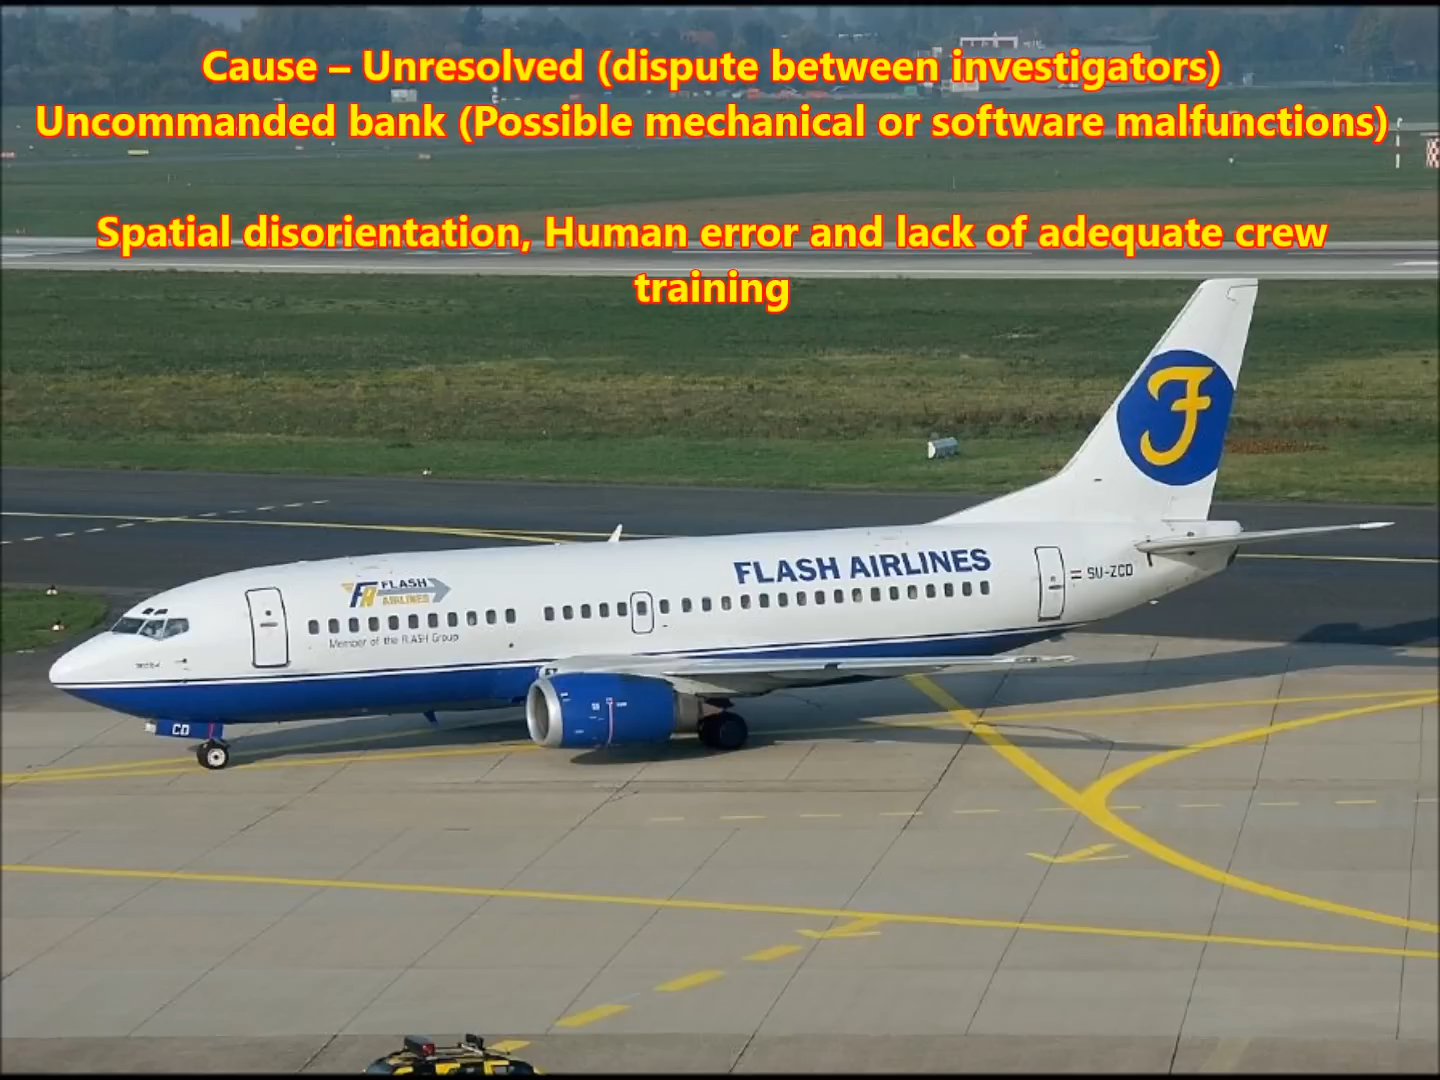 Cause – Unresolved (dispute between investigators)
Uncommanded bank (Possible mechanical or software malfunctions)
Spatial disorientation, Human error and lack of adequate crew
training
F
FLASH AIRLINES
SU-ZCD
FA FLASH
AIRLINES
Member of the FLASH Group
CD